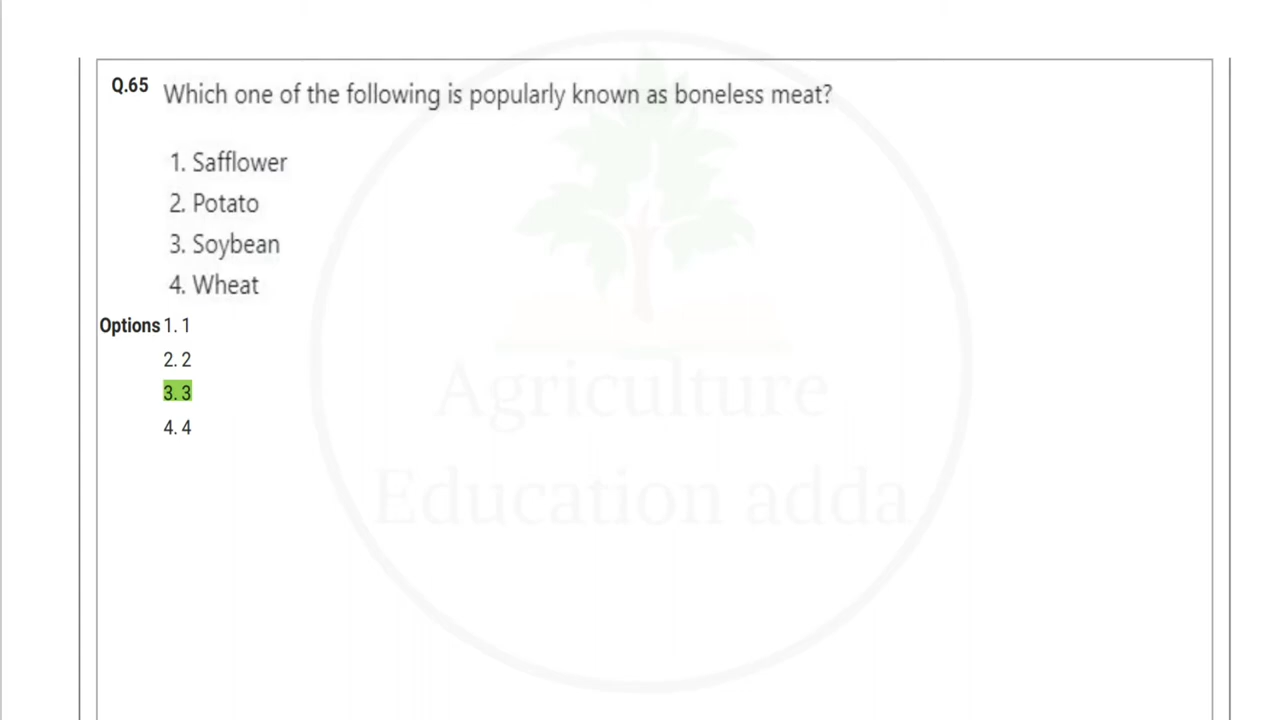 Q.65 Which one of the following is popularly known as boneless meat?
1. Safflower
2. Potato
3. Soybean
4. Wheat
Options 1. 1
2. 2
3. 3
4. 4
Agriculture
Education adda